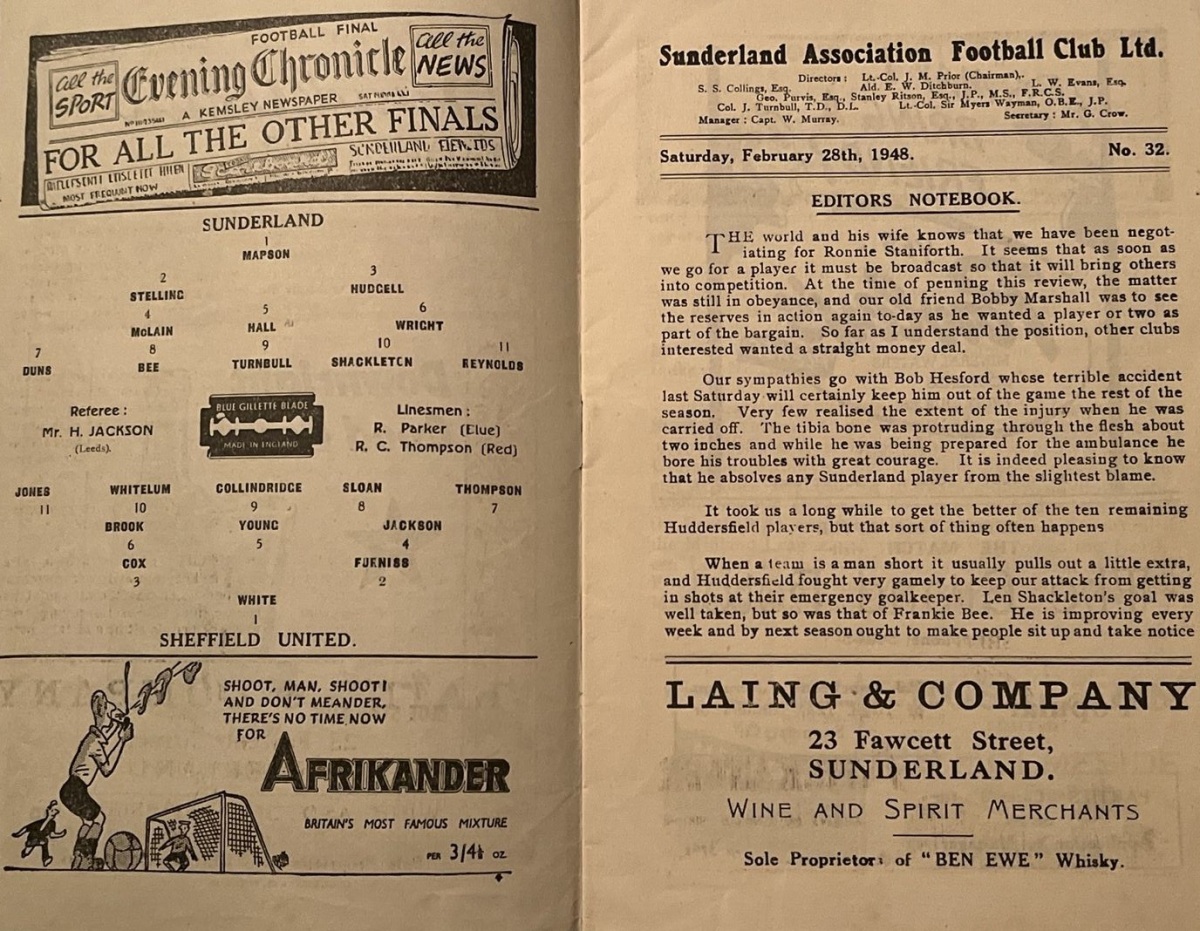 FOOTBALL FINAL
All the SPORT
Evening Chronicle
All the NEWS
A KEMSLEY NEWSPAPER
FOR ALL THE OTHER FINALS
MOST FREQUENT NOW
SUNDERLAND
1
MAPSON
2 3
STELLING HUDGELL
4 5 6
McLAIN HALL WRIGHT
7 8 9 10 11
DUNS BEE TURNBULL SHACKLETON REYNOLDS
Referee :
Mr. H. JACKSON
(Leeds).
BLUE GILLETTE BLADE
MADE IN ENGLAND
Linesmen :
R. Parker (Blue)
R. C. Thompson (Red)
JONES WHITELUM COLLINDRIDGE SLOAN THOMPSON
11 10 9 8 7
BROOK YOUNG JACKSON
6 5 4
COX FURNISS
3 2
WHITE
1
SHEFFIELD UNITED.
SHOOT, MAN, SHOOT!
AND DON'T MEANDER,
THERE'S NO TIME NOW
FOR
AFRIKANDER
BRITAIN'S MOST FAMOUS MIXTURE
PER 3/4½ OZ
Sunderland Association Football Club Ltd.
Directors : Lt.-Col. J. M. Prior (Chairman),.
S. S. Collings, Esq. Ald. E. W. Ditchburn. L. W. Evans, Esq.
Geo. Purvis, Esq., Stanley Ritson, Esq., J.P., M.S., F.R.C.S.
Col. J. Turnbull, T.D., D.L. Lt.-Col. Sir Myers Wayman, O.B.E., J.P.
Manager : Capt. W. Murray. Secretary : Mr. G. Crow.
Saturday, February 28th, 1948. No. 32.
EDITORS NOTEBOOK.
THE world and his wife knows that we have been negot-
iating for Ronnie Staniforth. It seems that as soon as
we go for a player it must be broadcast so that it will bring others
into competition. At the time of penning this review, the matter
was still in obeyance, and our old friend Bobby Marshall was to see
the reserves in action again to-day as he wanted a player or two as
part of the bargain. So far as I understand the position, other clubs
interested wanted a straight money deal.
Our sympathies go with Bob Hesford whose terrible accident
last Saturday will certainly keep him out of the game the rest of the
season. Very few realised the extent of the injury when he was
carried off. The tibia bone was protruding through the flesh about
two inches and while he was being prepared for the ambulance he
bore his troubles with great courage. It is indeed pleasing to know
that he absolves any Sunderland player from the slightest blame.
It took us a long while to get the better of the ten remaining
Huddersfield players, but that sort of thing often happens
When a team is a man short it usually pulls out a little extra,
and Huddersfield fought very gamely to keep our attack from getting
in shots at their emergency goalkeeper. Len Shackleton's goal was
well taken, but so was that of Frankie Bee. He is improving every
week and by next season ought to make people sit up and take notice
LAING & COMPANY
23 Fawcett Street,
SUNDERLAND.
WINE AND SPIRIT MERCHANTS
Sole Proprietors of "BEN EWE" Whisky.